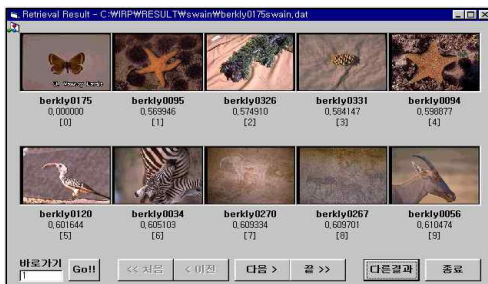 Retrieval Result - C:₩IRP₩RESULT₩swain₩berkly0175swain.dat
berkly0175 berkly0095 berkly0326 berkly0331 berkly0094
0,000000 0,569946 0,574910 0,584147 0,598877
[0] [1] [2] [3] [4]
berkly0120 berkly0034 berkly0270 berkly0267 berkly0056
0,601644 0,605103 0,609334 0,609701 0,610474
[5] [6] [7] [8] [9]
바로가기
1 Go!! << 처음 < 이전 다음 > 끝 >> 다른결과 종료